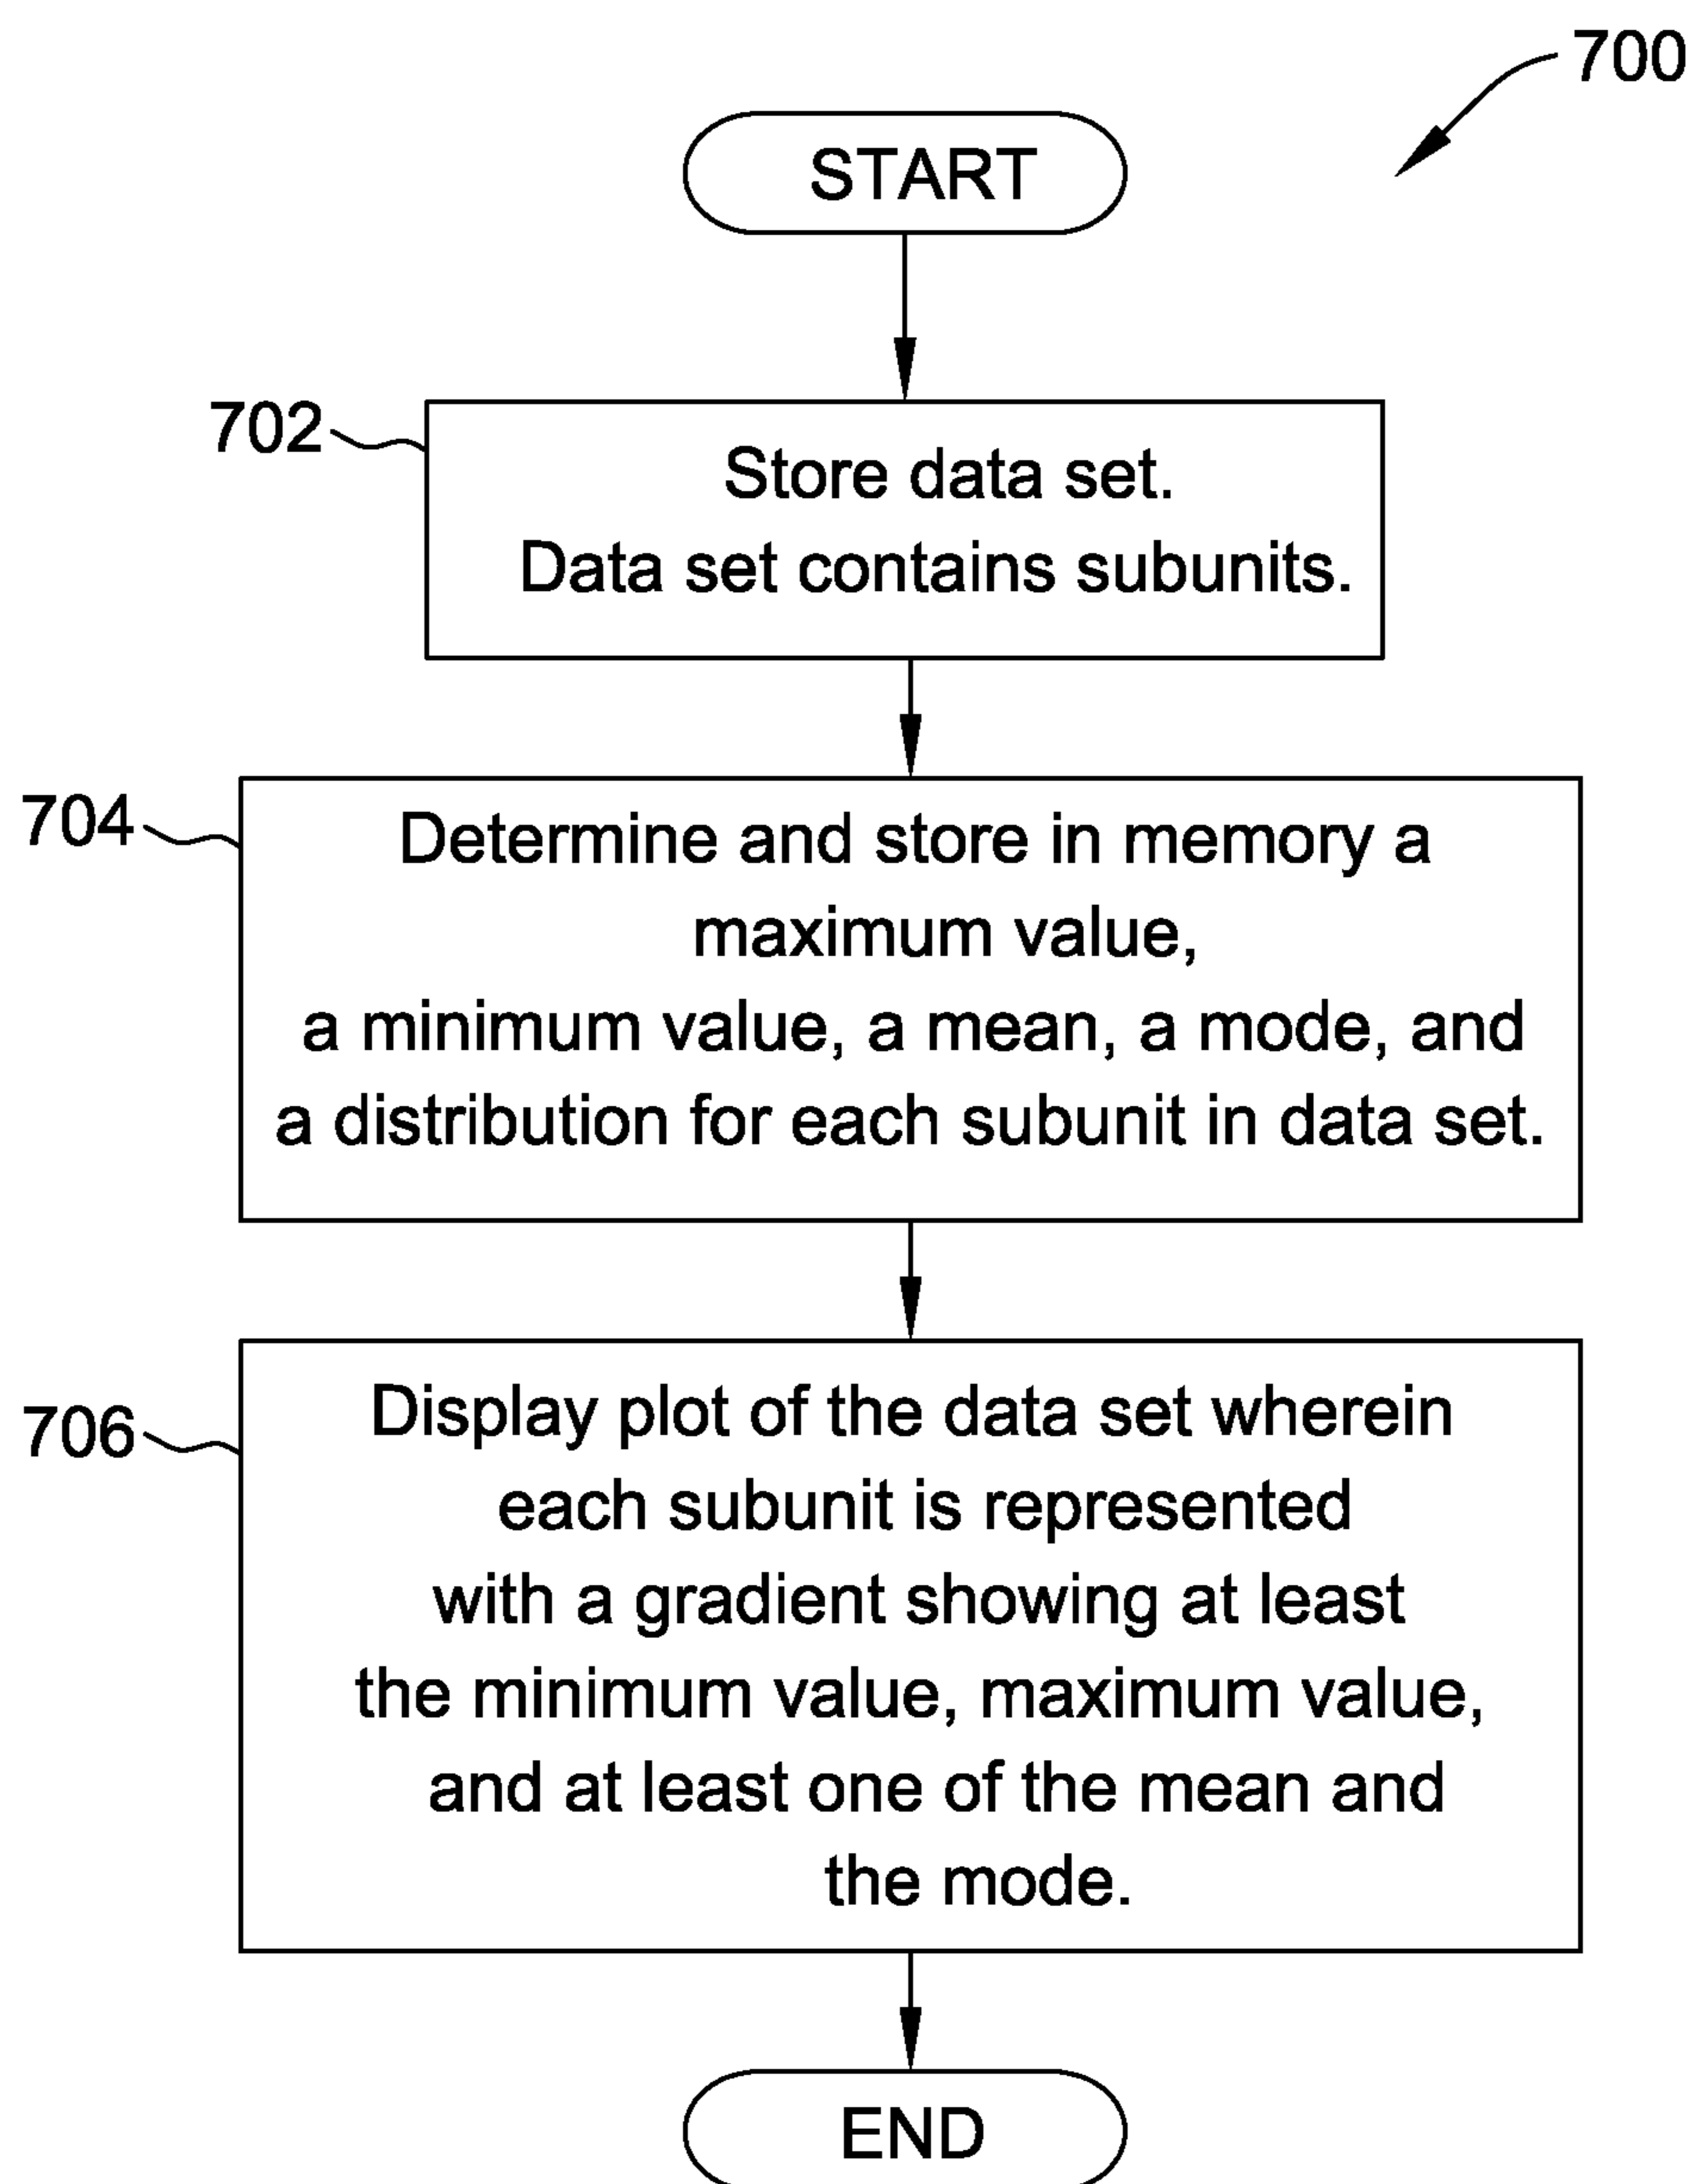 700
START
702
Store data set.
Data set contains subunits.
704
Determine and store in memory a
maximum value,
a minimum value, a mean, a mode, and
a distribution for each subunit in data set.
706
Display plot of the data set wherein
each subunit is represented
with a gradient showing at least
the minimum value, maximum value,
and at least one of the mean and
the mode.
END